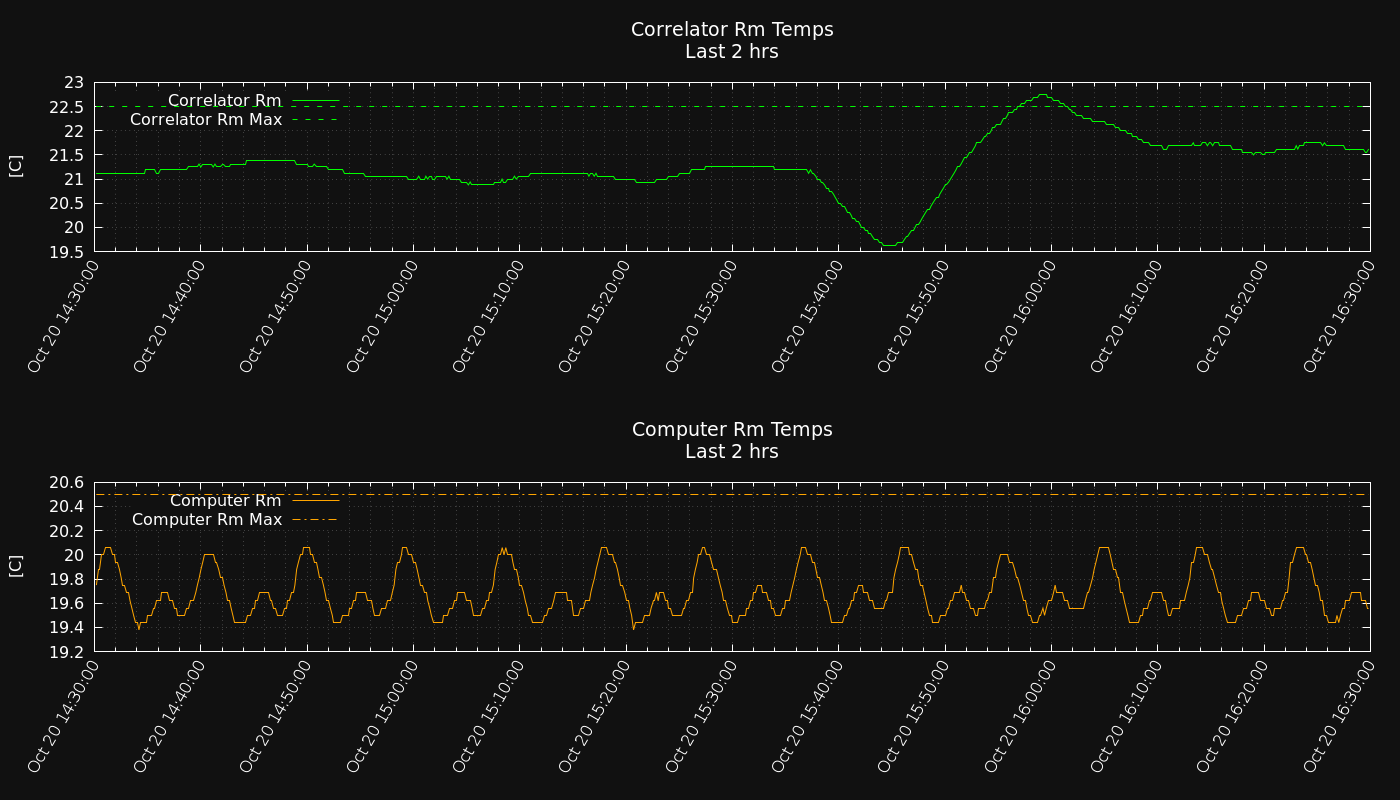 Correlator Rm Temps
Last 2 hrs
23
22.5
22
21.5
21
20.5
20
19.5
[C]
Correlator Rm
Correlator Rm Max
Oct 20 14:30:00
Oct 20 14:40:00
Oct 20 14:50:00
Oct 20 15:00:00
Oct 20 15:10:00
Oct 20 15:20:00
Oct 20 15:30:00
Oct 20 15:40:00
Oct 20 15:50:00
Oct 20 16:00:00
Oct 20 16:10:00
Oct 20 16:20:00
Oct 20 16:30:00
Computer Rm Temps
Last 2 hrs
20.6
20.4
20.2
20
19.8
19.6
19.4
19.2
[C]
Computer Rm
Computer Rm Max
Oct 20 14:30:00
Oct 20 14:40:00
Oct 20 14:50:00
Oct 20 15:00:00
Oct 20 15:10:00
Oct 20 15:20:00
Oct 20 15:30:00
Oct 20 15:40:00
Oct 20 15:50:00
Oct 20 16:00:00
Oct 20 16:10:00
Oct 20 16:20:00
Oct 20 16:30:00